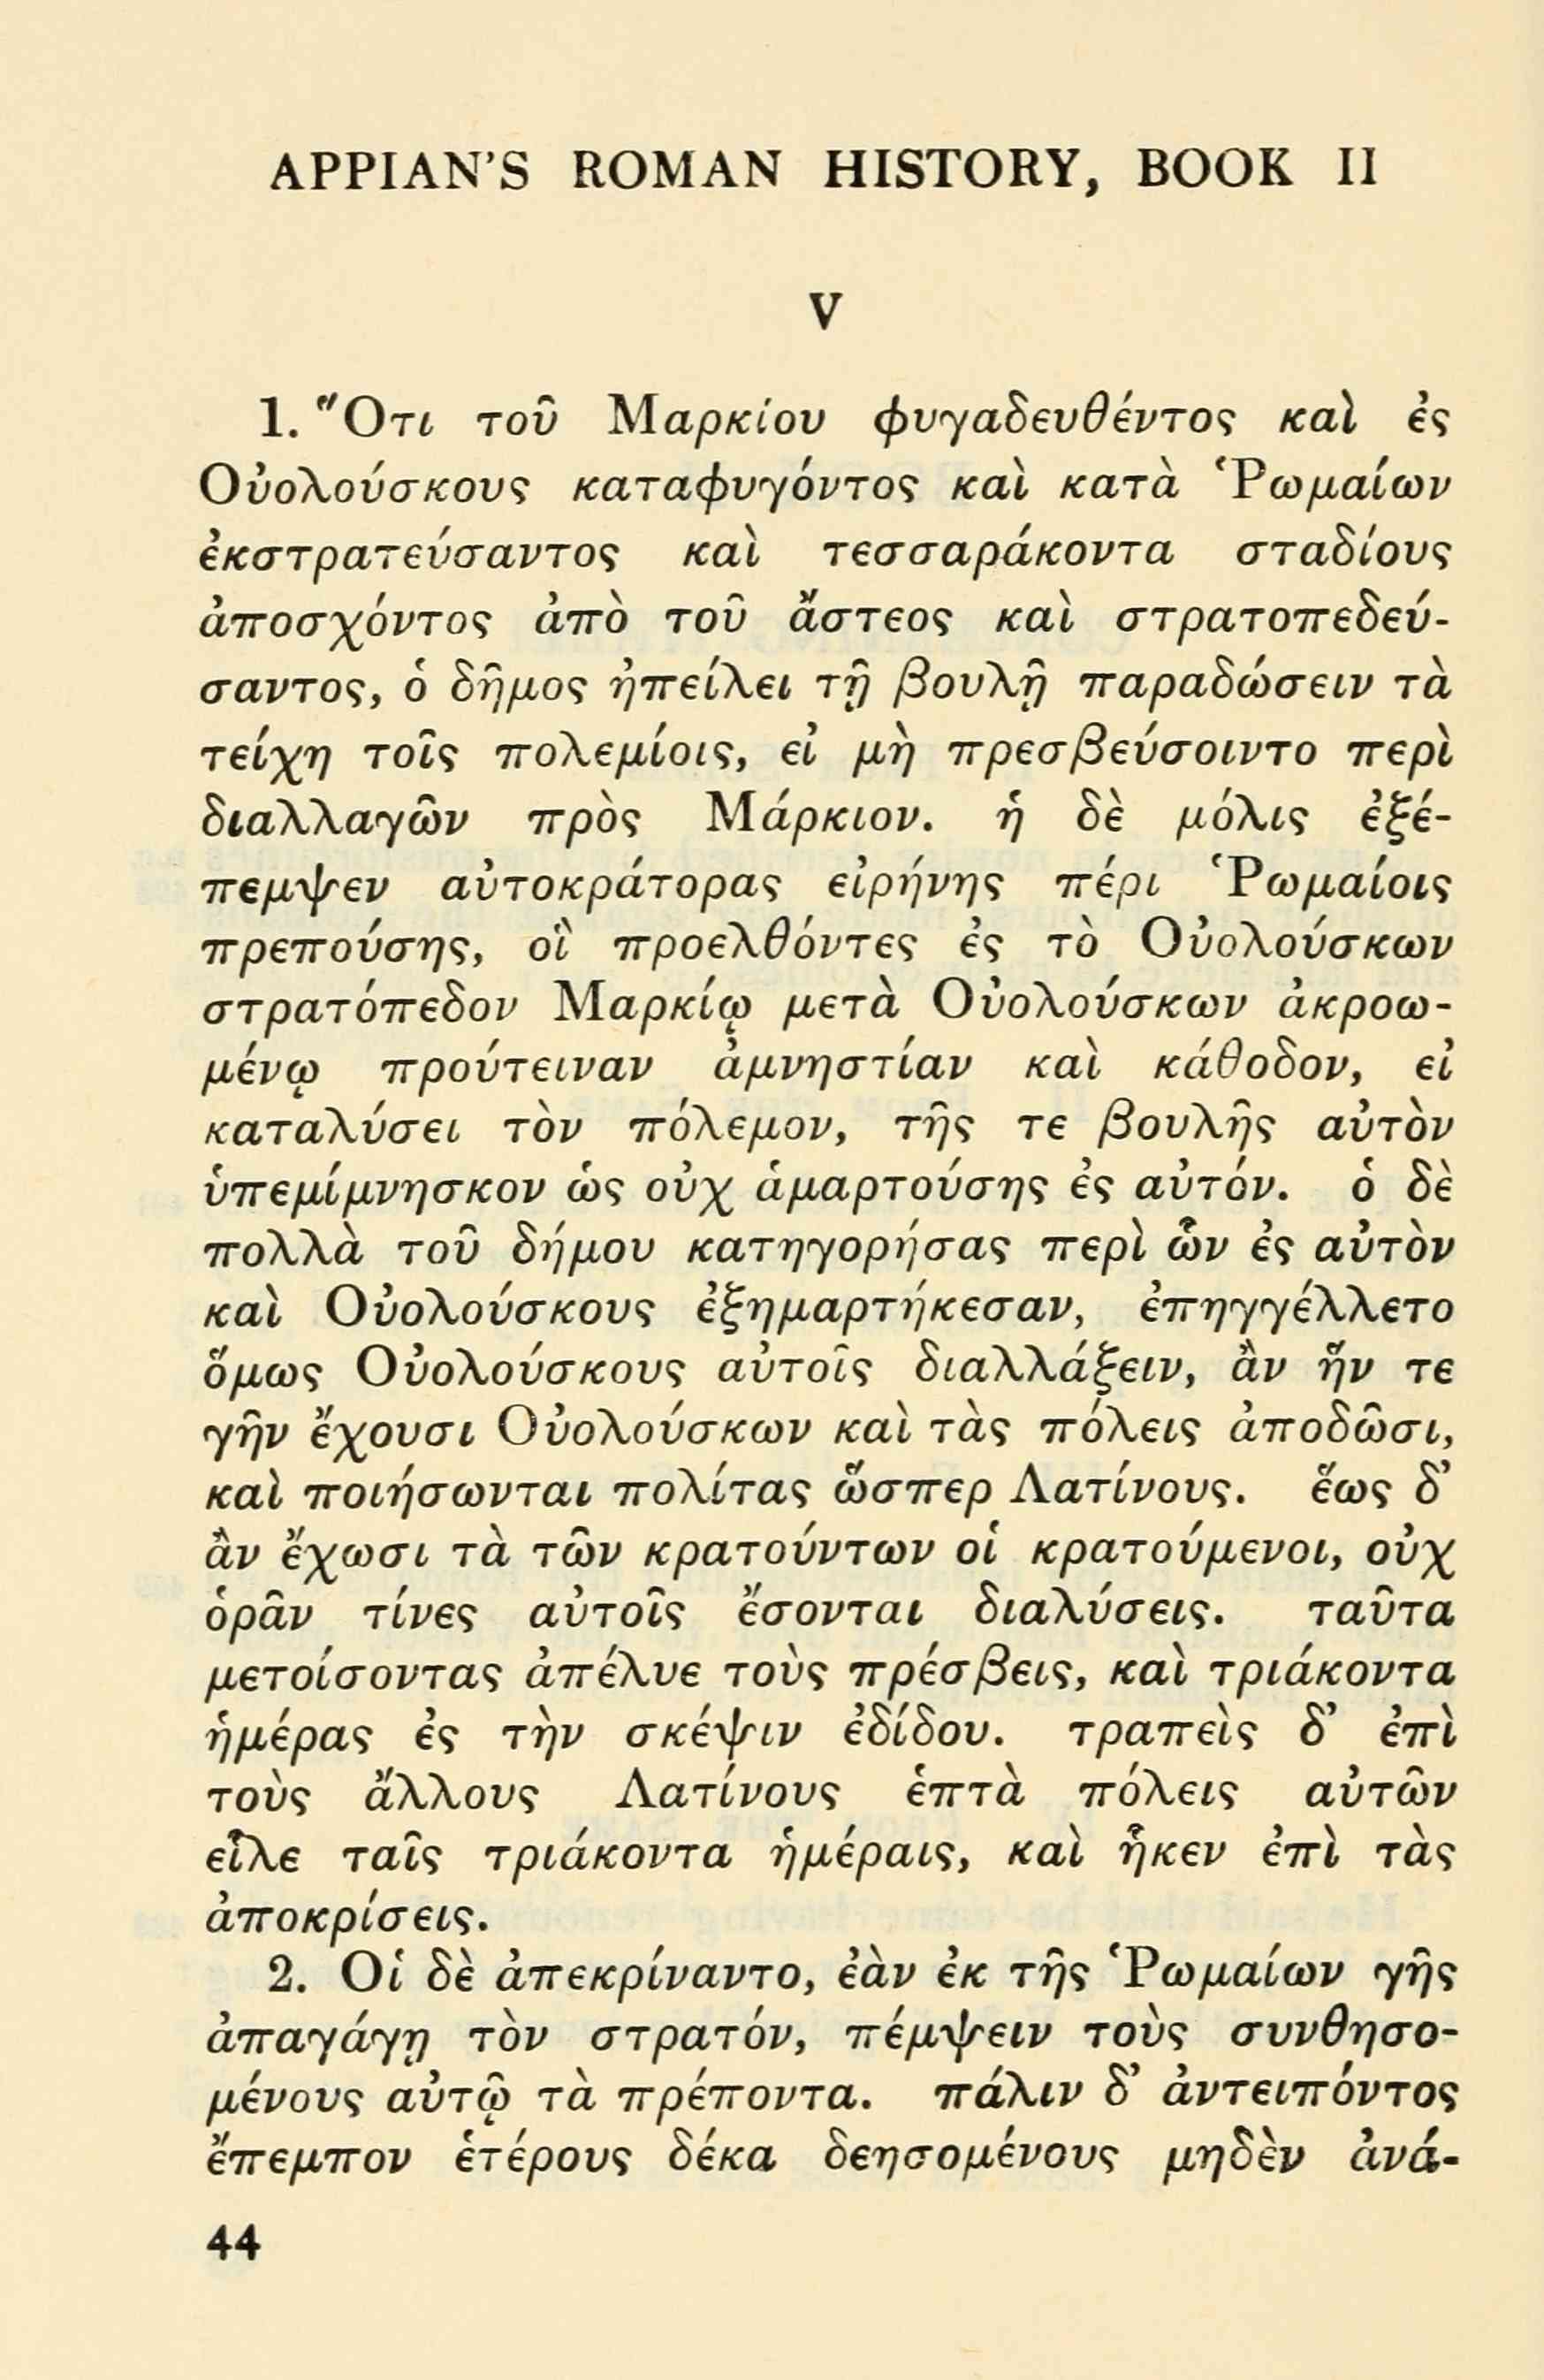 APPIAN'S ROMAN HISTORY, BOOK II
V
1. Ὅτι τοῦ Μαρκίου φυγαδευθέντος καὶ ἐς
Οὐολούσκους καταφυγόντος καὶ κατὰ Ῥωμαίων
ἐκστρατεύσαντος καὶ τεσσαράκοντα σταδίους
ἀποσχόντος ἀπὸ τοῦ ἄστεος καὶ στρατοπεδεύ-
σαντος, ὁ δῆμος ἠπείλει τῇ βουλῇ παραδώσειν τὰ
τείχη τοῖς πολεμίοις, εἰ μὴ πρεσβεύσοιντο περὶ
διαλλαγῶν πρὸς Μάρκιον. ἡ δὲ μόλις ἐξέ-
πεμψεν αὐτοκράτορας εἰρήνης πέρι Ῥωμαίοις
πρεπούσης, οἳ προελθόντες ἐς τὸ Οὐολούσκων
στρατόπεδον Μαρκίῳ μετὰ Οὐολούσκων ἀκροω-
μένῳ προύτειναν ἀμνηστίαν καὶ κάθοδον, εἰ
καταλύσει τὸν πόλεμον, τῆς τε βουλῆς αὐτὸν
ὑπεμίμνησκον ὡς οὐχ ἁμαρτούσης ἐς αὐτόν. ὁ δὲ
πολλὰ τοῦ δήμου κατηγορήσας περὶ ὧν ἐς αὐτὸν
καὶ Οὐολούσκους ἐξημαρτήκεσαν, ἐπηγγέλλετο
ὅμως Οὐολούσκους αὐτοῖς διαλλάξειν, ἂν ἥν τε
γῆν ἔχουσι Οὐολούσκων καὶ τὰς πόλεις ἀποδῶσι,
καὶ ποιήσωνται πολίτας ὥσπερ Λατίνους. ἕως δ’
ἂν ἔχωσι τὰ τῶν κρατούντων οἱ κρατούμενοι, οὐχ
ὁρᾶν τίνες αὐτοῖς ἔσονται διαλύσεις. ταῦτα
μετοίσοντας ἀπέλυε τοὺς πρέσβεις, καὶ τριάκοντα
ἡμέρας ἐς τὴν σκέψιν ἐδίδου. τραπεὶς δ’ ἐπὶ
τοὺς ἄλλους Λατίνους ἑπτὰ πόλεις αὐτῶν
εἷλε ταῖς τριάκοντα ἡμέραις, καὶ ἧκεν ἐπὶ τὰς
ἀποκρίσεις.
2. Οἱ δὲ ἀπεκρίναντο, ἐὰν ἐκ τῆς Ῥωμαίων γῆς
ἀπαγάγῃ τὸν στρατόν, πέμψειν τοὺς συνθησο-
μένους αὐτῷ τὰ πρέποντα. πάλιν δ’ ἀντειπόντος
ἔπεμπον ἑτέρους δέκα δεησομένους μηδὲν ἀνά-
44